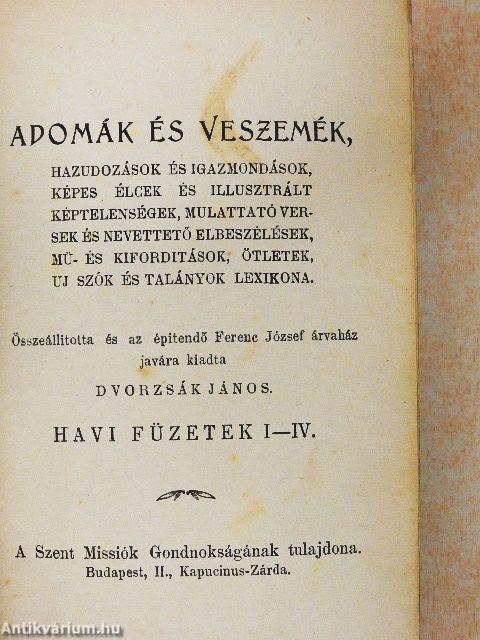 ADOMÁK ÉS VESZEMÉK,
HAZUDOZÁSOK ÉS IGAZMONDÁSOK,
KÉPES ÉLCEK ÉS ILLUSZTRÁLT
KÉPTELENSÉGEK, MULATTATÓ VER-
SEK ÉS NEVETTETŐ ELBESZÉLÉSEK,
MŰ- ÉS KIFORDITÁSOK, ÖTLETEK,
UJ SZÓK ÉS TALÁNYOK LEXIKONA.
Összeállitotta és az épitendő Ferenc József árvaház
javára kiadta
DVORZSÁK JÁNOS.
HAVI FÜZETEK I—IV.
A Szent Missiók Gondnokságának tulajdona.
Budapest, II., Kapucinus-Zárda.
Antikvárium.hu